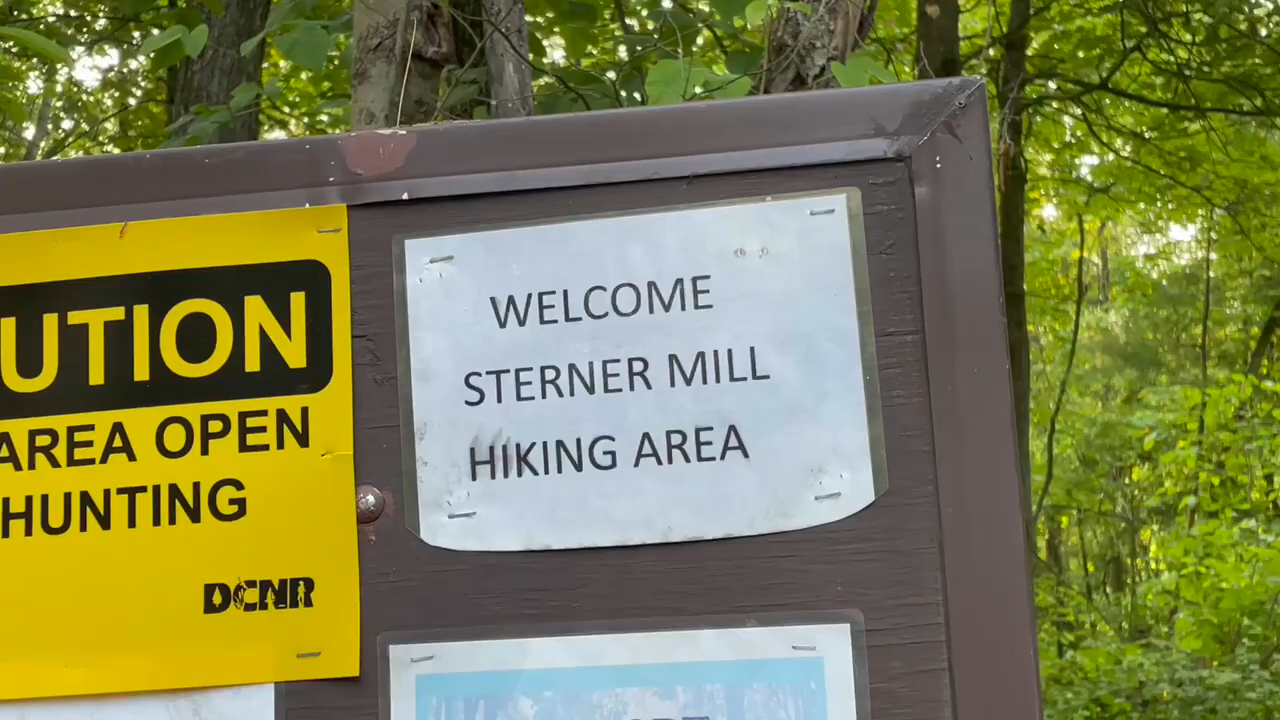 UTION
AREA OPEN
HUNTING
DCNR
WELCOME
STERNER MILL
HIKING AREA